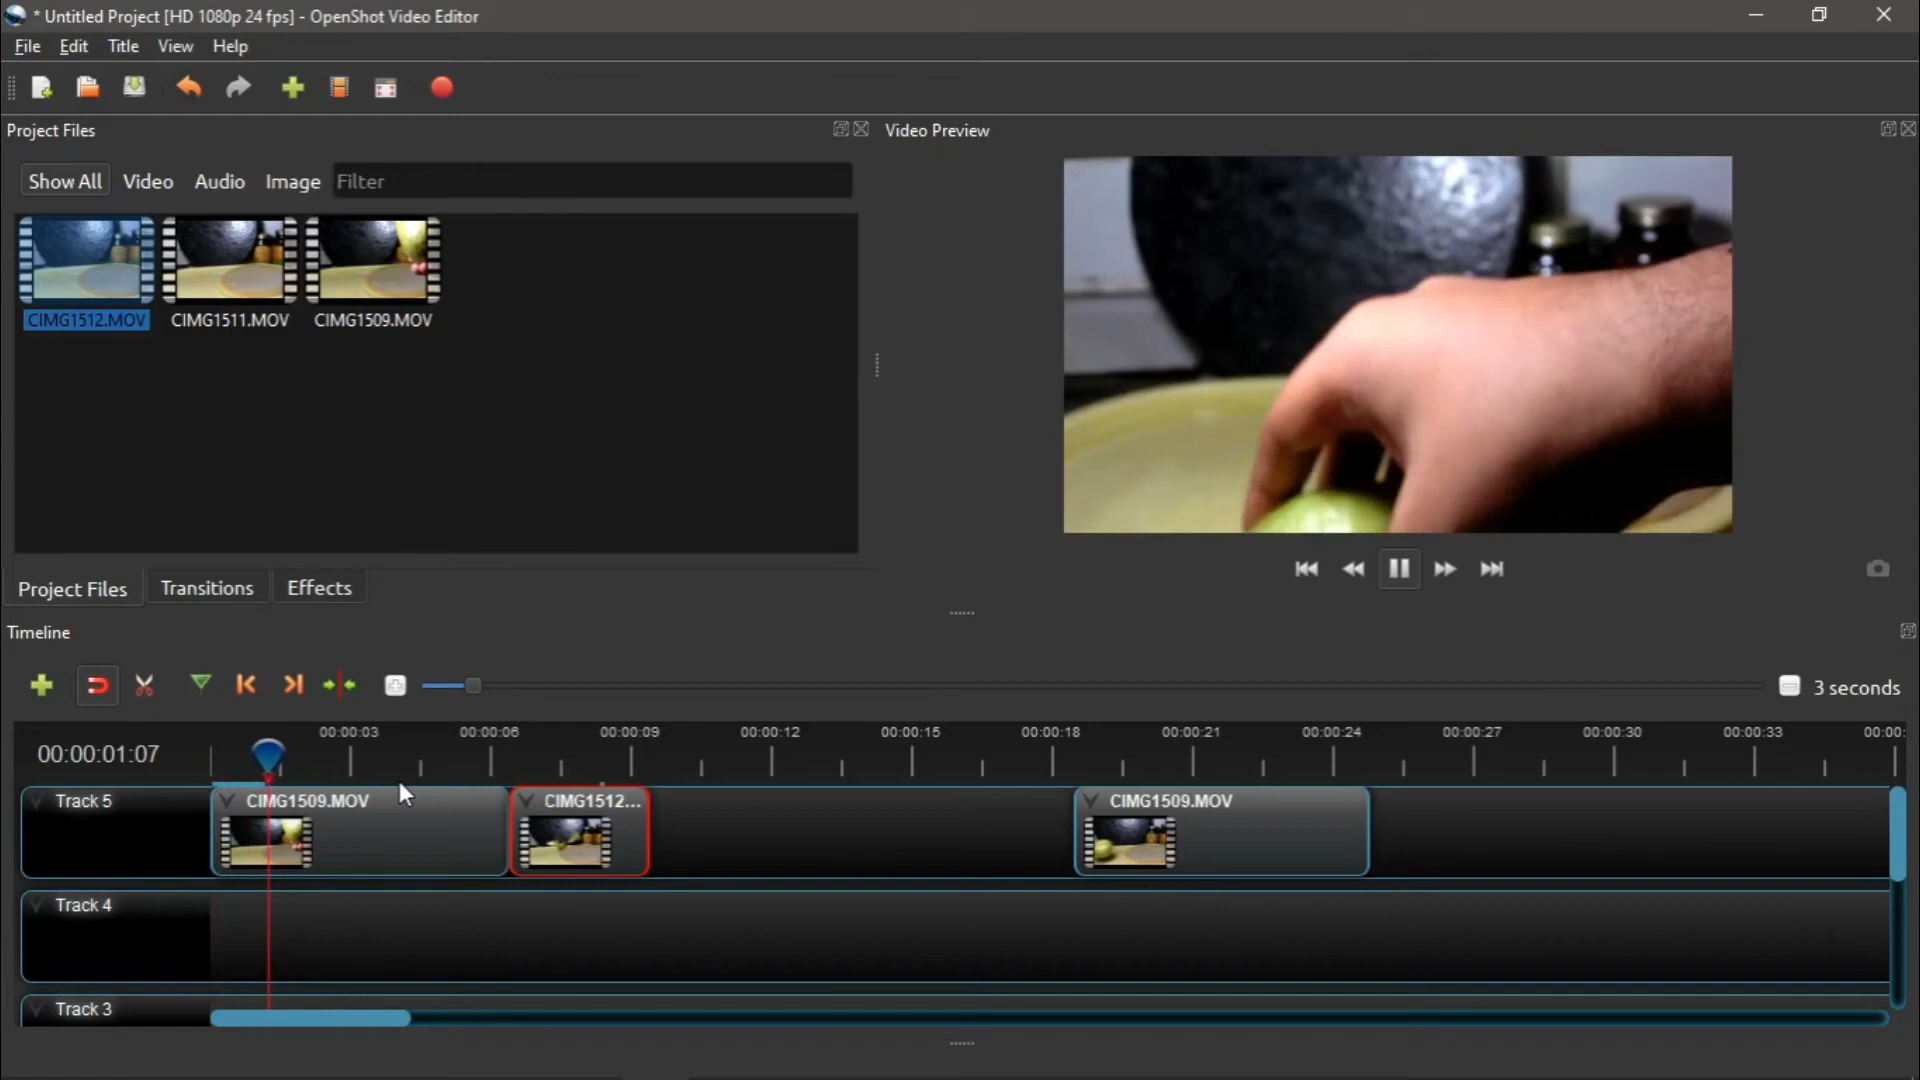 * Untitled Project [HD 1080p 24 fps] - OpenShot Video Editor
File Edit Title View Help
Project Files
Video Preview
Show All Video Audio Image Filter
CIMG1512.MOV CIMG1511.MOV CIMG1509.MOV
Project Files Transitions Effects
Timeline
3 seconds
00:00:01:07
00:00:03 00:00:06 00:00:09 00:00:12 00:00:15 00:00:18 00:00:21 00:00:24 00:00:27 00:00:30 00:00:33 00:00:
Track 5 CIMG1509.MOV CIMG1512... CIMG1509.MOV
Track 4
Track 3